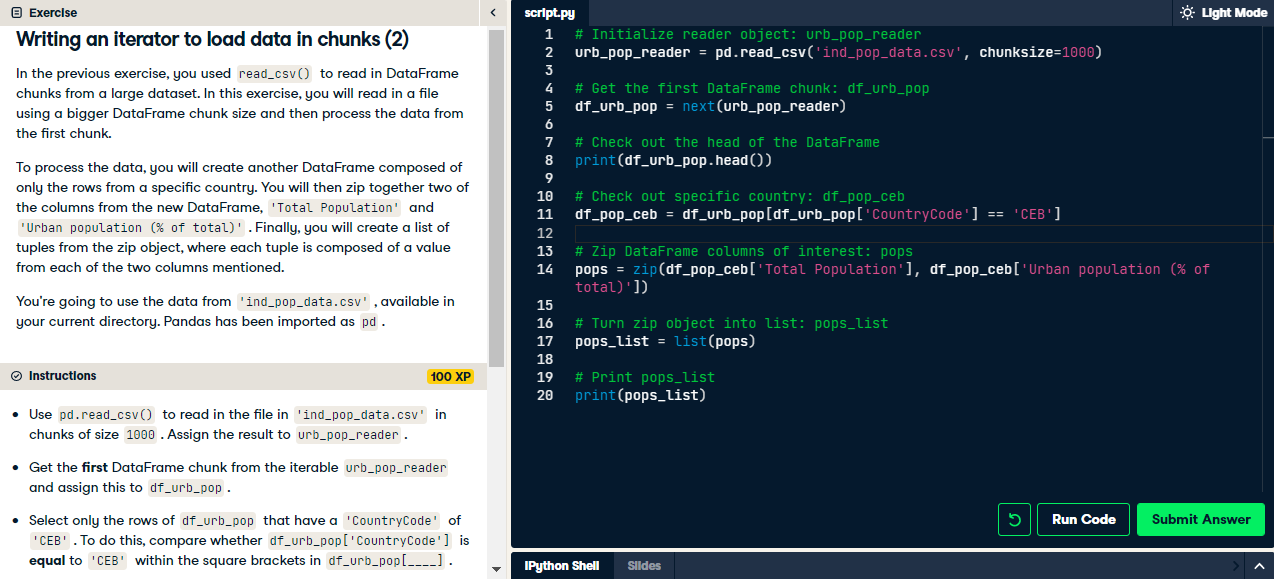 Exercise
Writing an iterator to load data in chunks (2)
In the previous exercise, you used read_csv() to read in DataFrame
chunks from a large dataset. In this exercise, you will read in a file
using a bigger DataFrame chunk size and then process the data from
the first chunk.
To process the data, you will create another DataFrame composed of
only the rows from a specific country. You will then zip together two of
the columns from the new DataFrame, 'Total Population' and
'Urban population (% of total)'. Finally, you will create a list of
tuples from the zip object, where each tuple is composed of a value
from each of the two columns mentioned.
You're going to use the data from 'ind_pop_data.csv', available in
your current directory. Pandas has been imported as pd.
Instructions
100 XP
• Use pd.read_csv() to read in the file in 'ind_pop_data.csv' in
chunks of size 1000. Assign the result to urb_pop_reader.
• Get the first DataFrame chunk from the iterable urb_pop_reader
and assign this to df_urb_pop.
• Select only the rows of df_urb_pop that have a 'CountryCode' of
'CEB'. To do this, compare whether df_urb_pop['CountryCode'] is
equal to 'CEB' within the square brackets in df_urb_pop[____].
script.py
Light Mode
1 # Initialize reader object: urb_pop_reader
2 urb_pop_reader = pd.read_csv('ind_pop_data.csv', chunksize=1000)
3
4 # Get the first DataFrame chunk: df_urb_pop
5 df_urb_pop = next(urb_pop_reader)
6
7 # Check out the head of the DataFrame
8 print(df_urb_pop.head())
9
10 # Check out specific country: df_pop_ceb
11 df_pop_ceb = df_urb_pop[df_urb_pop['CountryCode'] == 'CEB']
12
13 # Zip DataFrame columns of interest: pops
14 pops = zip(df_pop_ceb['Total Population'], df_pop_ceb['Urban population (% of
total)'])
15
16 # Turn zip object into list: pops_list
17 pops_list = list(pops)
18
19 # Print pops_list
20 print(pops_list)
Run Code
Submit Answer
IPython Shell
Slides